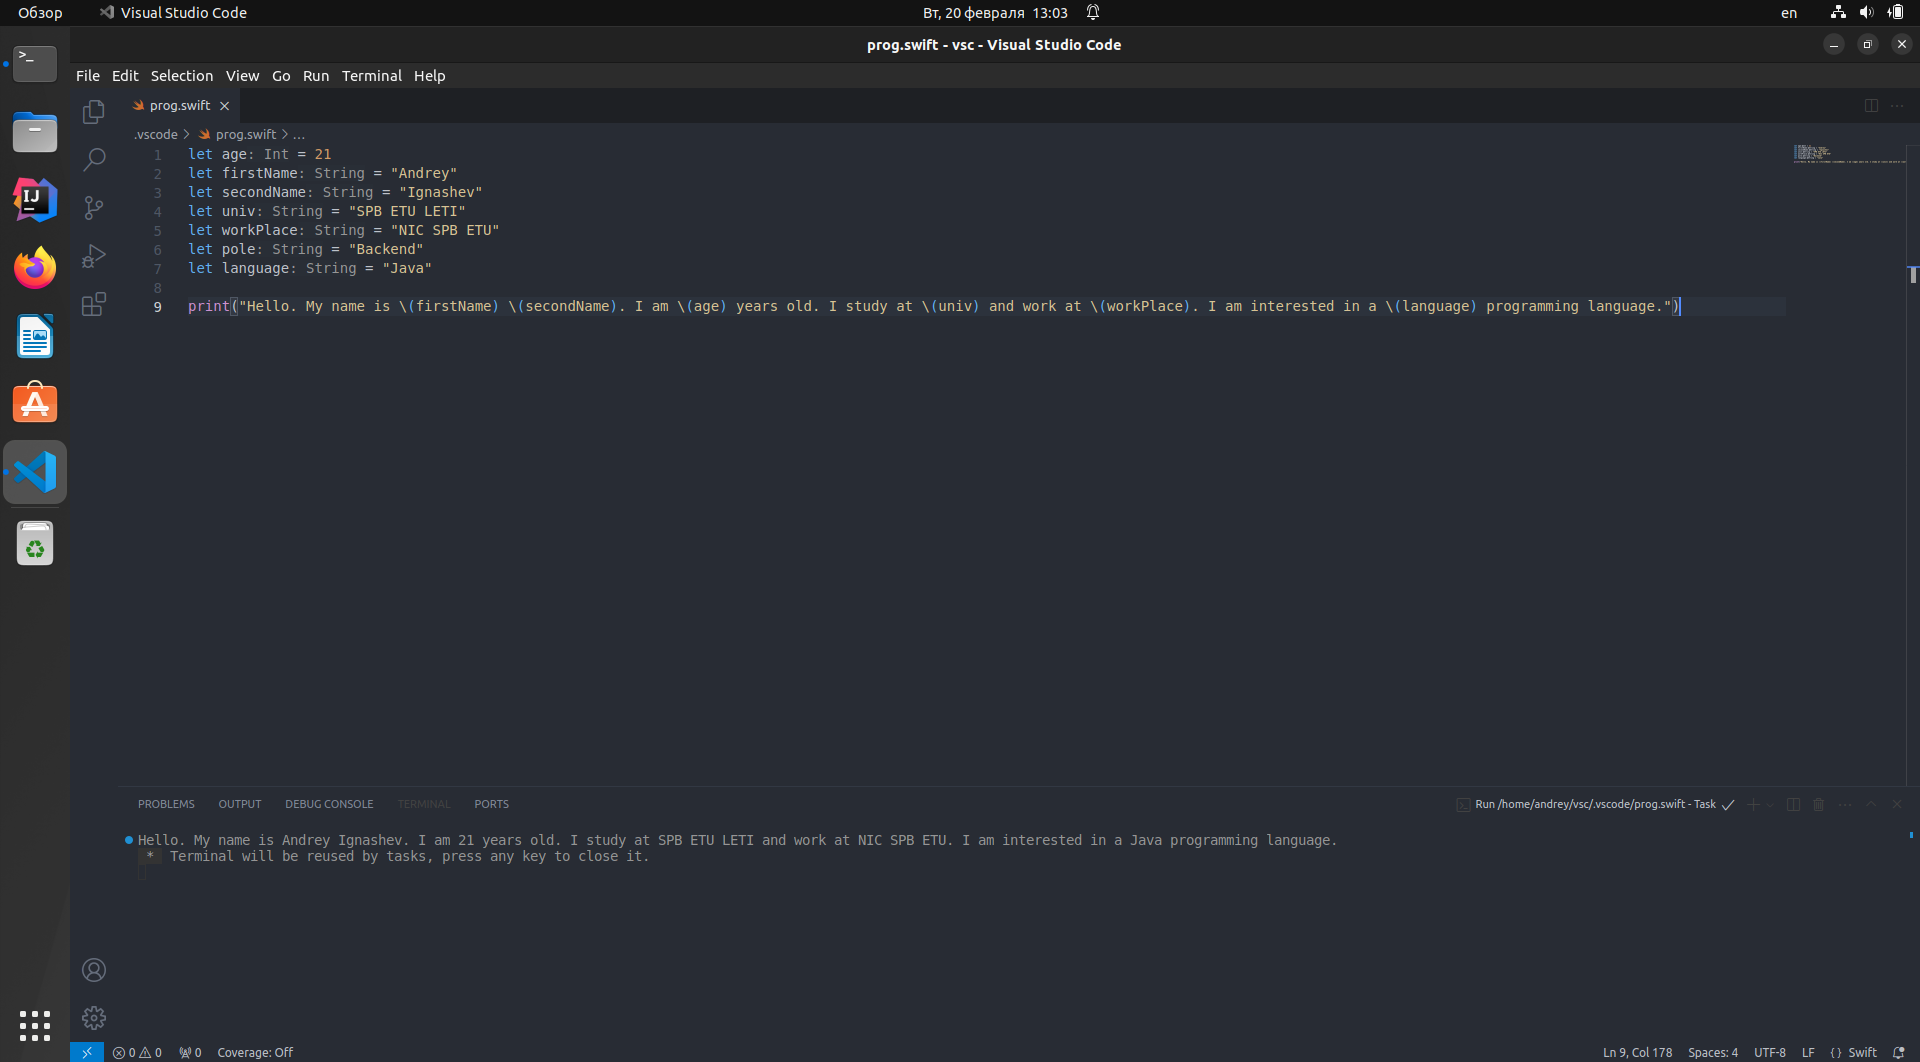 Обзор Visual Studio Code Вт, 20 февраля 13:03 en
prog.swift - vsc - Visual Studio Code
File Edit Selection View Go Run Terminal Help
prog.swift
.vscode > prog.swift > ...
1 let age: Int = 21
2 let firstName: String = "Andrey"
3 let secondName: String = "Ignashev"
4 let univ: String = "SPB ETU LETI"
5 let workPlace: String = "NIC SPB ETU"
6 let pole: String = "Backend"
7 let language: String = "Java"
8
9 print("Hello. My name is \(firstName) \(secondName). I am \(age) years old. I study at \(univ) and work at \(workPlace). I am interested in a \(language) programming language.")
PROBLEMS OUTPUT DEBUG CONSOLE TERMINAL PORTS Run /home/andrey/vsc/.vscode/prog.swift - Task
Hello. My name is Andrey Ignashev. I am 21 years old. I study at SPB ETU LETI and work at NIC SPB ETU. I am interested in a Java programming language.
* Terminal will be reused by tasks, press any key to close it.
0 0 0 Coverage: Off Ln 9, Col 178 Spaces: 4 UTF-8 LF {} Swift